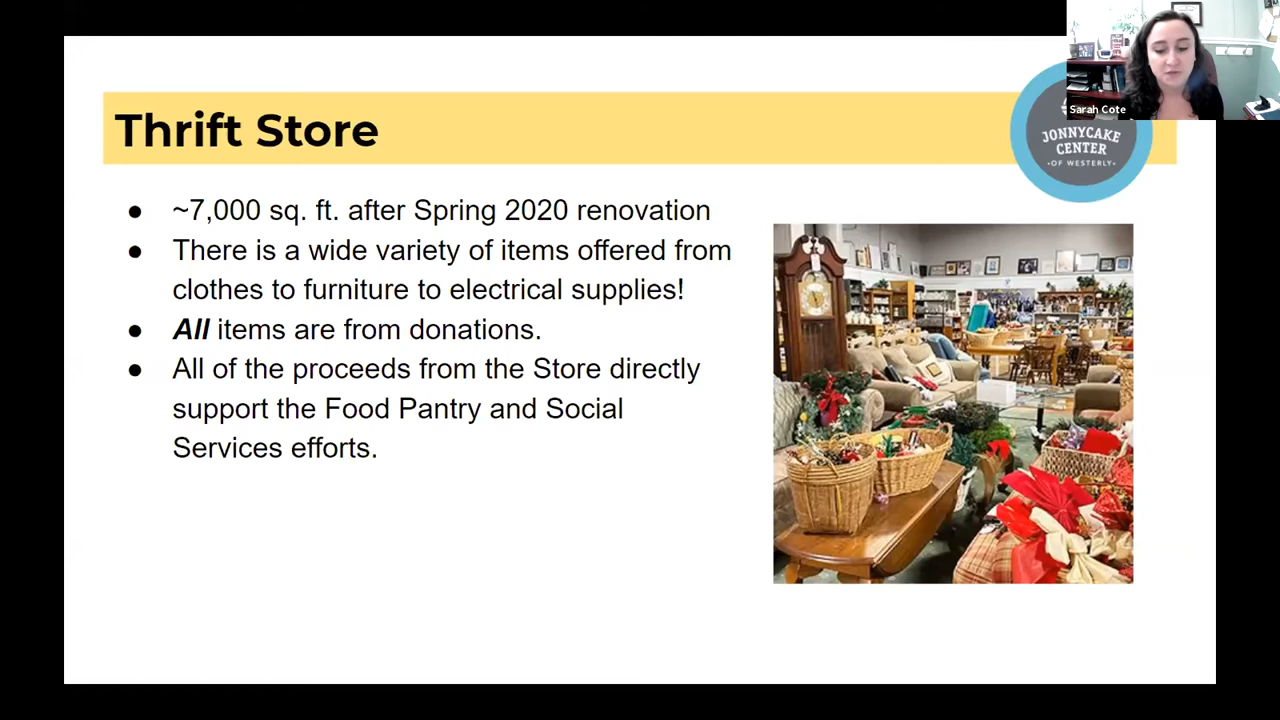 Sarah Cote
Thrift Store
JONNYCAKE
CENTER
OF WESTERLY
● ~7,000 sq. ft. after Spring 2020 renovation
● There is a wide variety of items offered from
clothes to furniture to electrical supplies!
● All items are from donations.
● All of the proceeds from the Store directly
support the Food Pantry and Social
Services efforts.